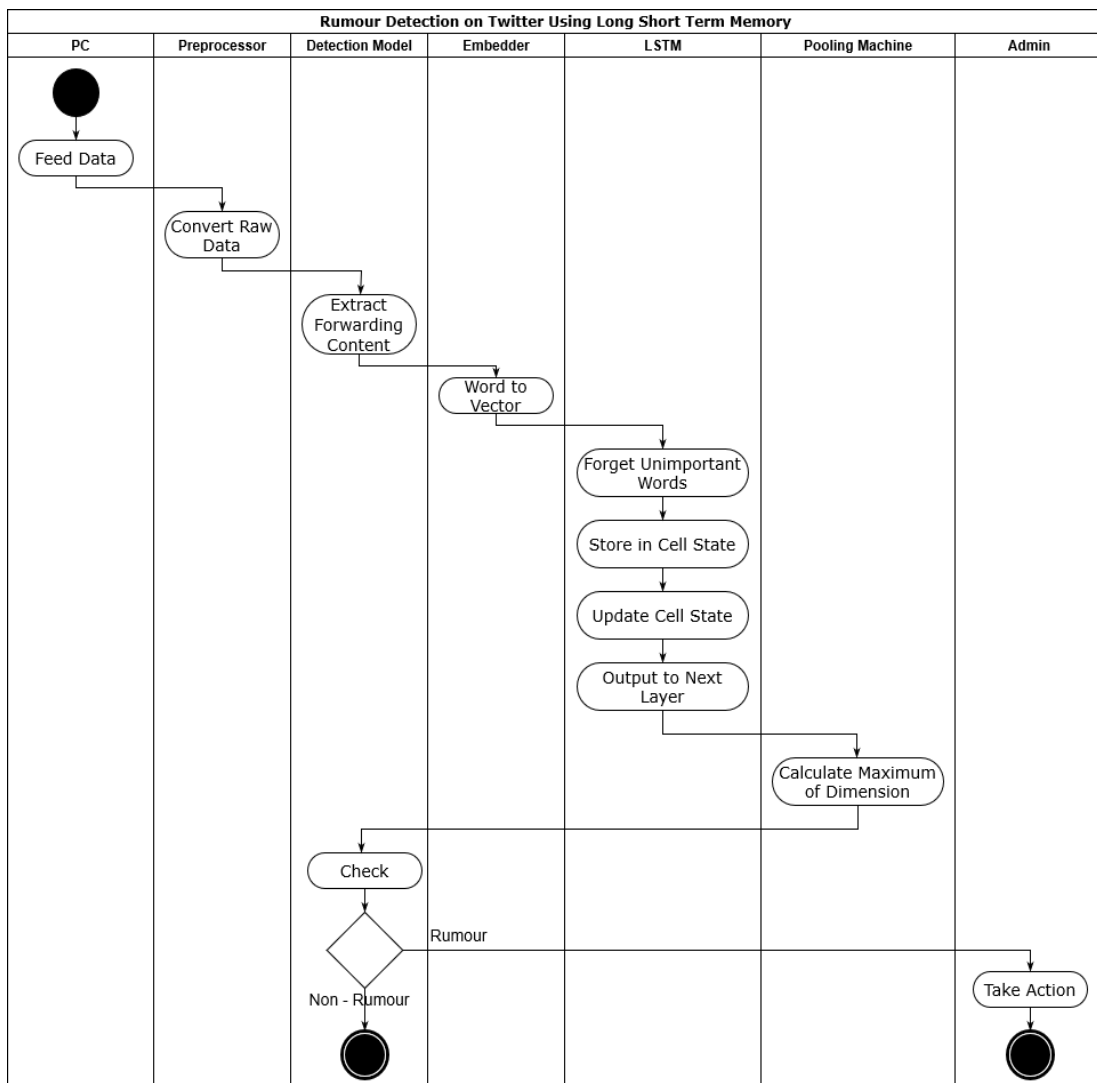 Rumour Detection on Twitter Using Long Short Term Memory
PC
Preprocessor
Detection Model
Embedder
LSTM
Pooling Machine
Admin
Feed Data
Convert Raw
Data
Extract
Forwarding
Content
Word to
Vector
Forget Unimportant
Words
Store in Cell State
Update Cell State
Output to Next
Layer
Calculate Maximum
of Dimension
Check
Rumour
Non - Rumour
Take Action